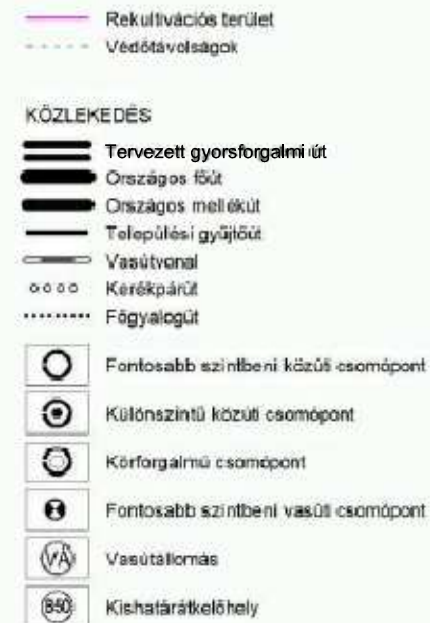 Rekultivációs terület
Védőtávolságok
KÖZLEKEDÉS
Tervezett gyorsforgalmi út
Országos főút
Országos mellékút
Települési gyűjtőút
Vasútvonal
Kerékpárút
Főgyalogút
Fontosabb szintbeni közúti csomópont
Különszintű közúti csomópont
Körforgalmú csomópont
Fontosabb szintbeni vasúti csomópont
VÁ Vasútállomás
Kishatárátkelőhely